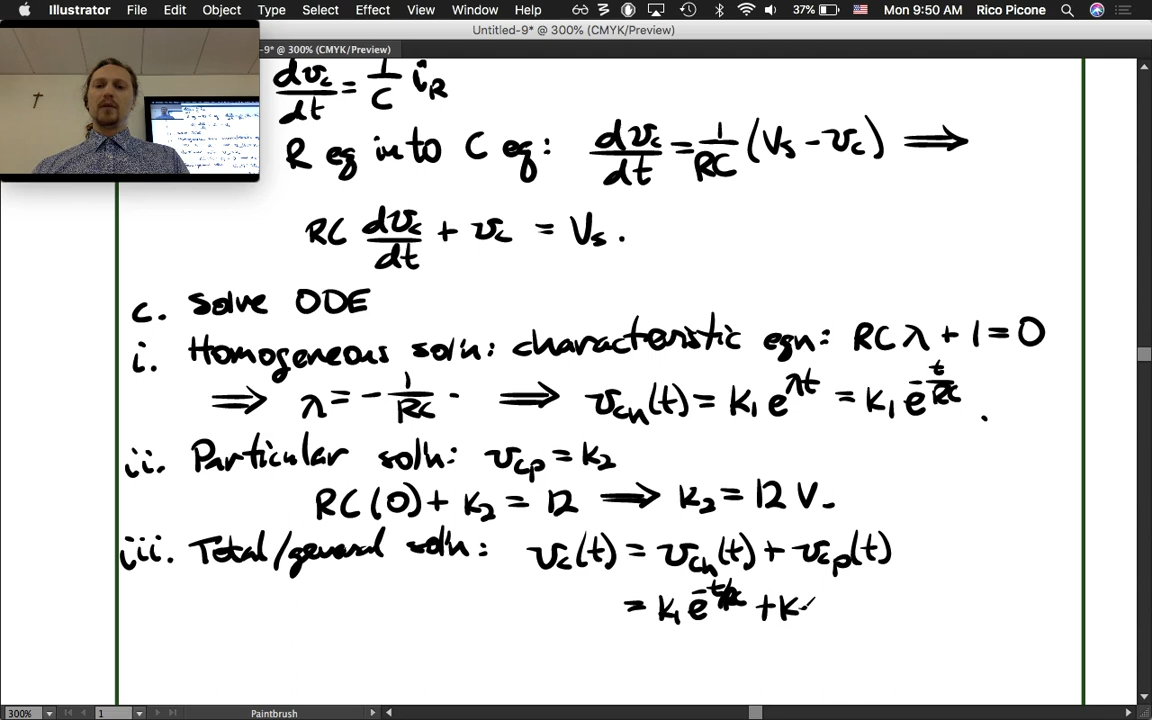 Illustrator File Edit Object Type Select Effect View Window Help 37% Mon 9:50 AM Rico Picone
Untitled-9* @ 300% (CMYK/Preview)
-9* @ 300% (CMYK/Preview)
dv_c/dt = 1/C i_R
R eq into C eq: dv_c/dt = 1/RC (V_s - v_c) ⟹
RC dv_c/dt + v_c = V_s.
c. Solve ODE
i. Homogeneous soln: characteristic eqn: RC λ + 1 = 0
⟹ λ = - 1/RC . ⟹ v_ch(t) = k_1 e^λt = k_1 e^-t/RC .
ii. Particular soln: v_cp = k_2
RC(0) + k_2 = 12 ⟹ k_2 = 12 V.
iii. Total/general soln: v_c(t) = v_ch(t) + v_cp(t)
= k_1 e^-t/RC + k
300% 1 Paintbrush